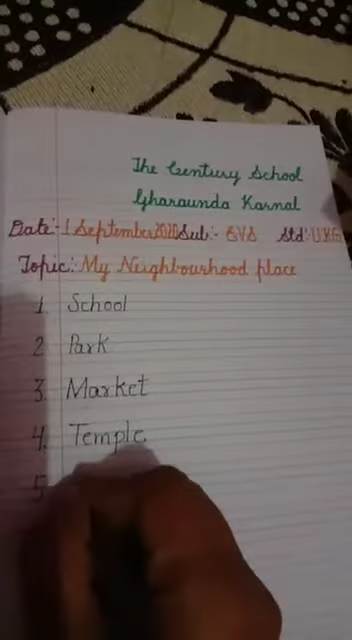 The Century School
Gharaunda Karnal
Date:- 1 September 2020 Sub:- EVS Std:- UKG
Topic:- My Neighbourhood place
1. School
2. Park
3. Market
4. Temple
5.